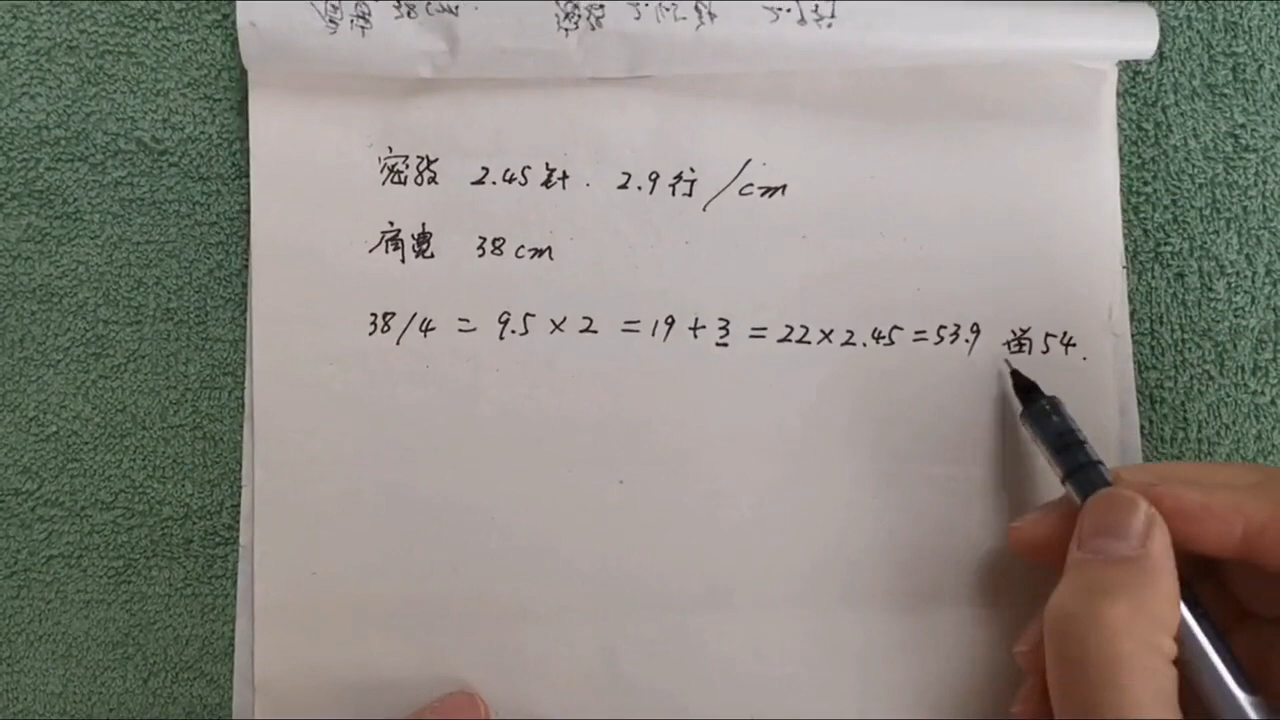 密度 2.45针. 2.9行/cm
肩宽 38cm
38/4 = 9.5×2 = 19+3 = 22×2.45=53.9 留54.